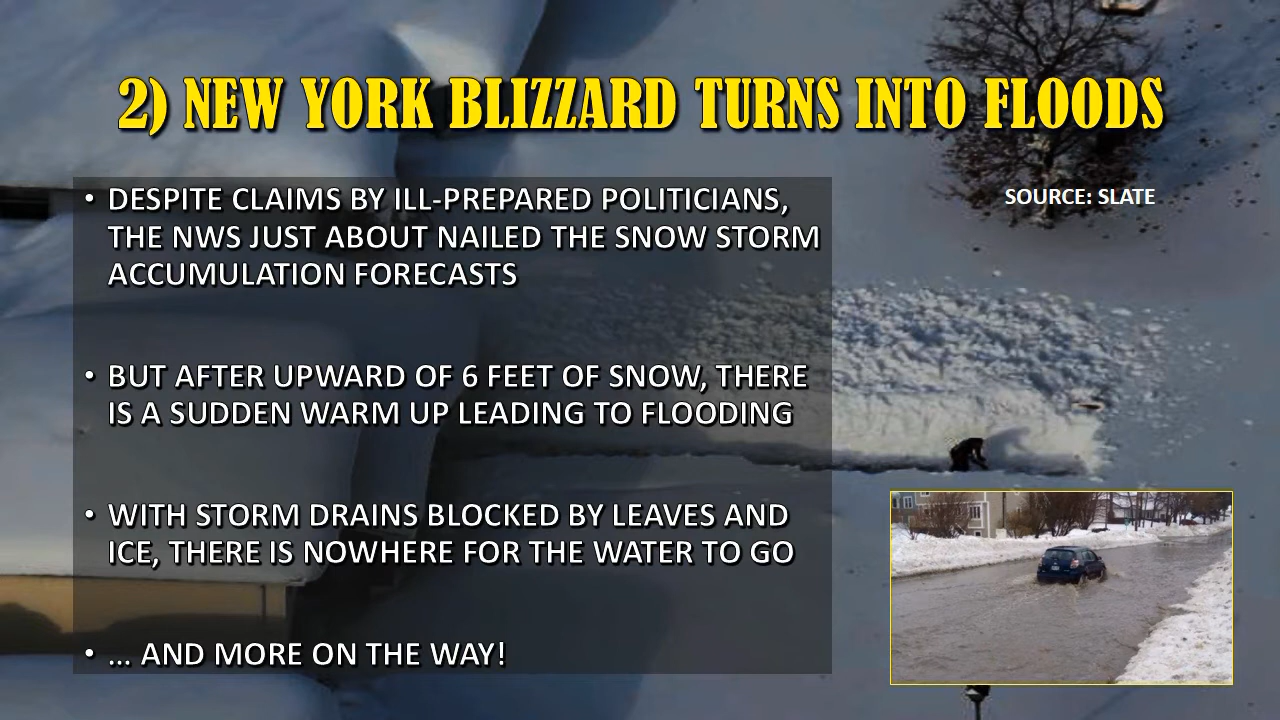 2) NEW YORK BLIZZARD TURNS INTO FLOODS
• DESPITE CLAIMS BY ILL-PREPARED POLITICIANS,
THE NWS JUST ABOUT NAILED THE SNOW STORM
ACCUMULATION FORECASTS
SOURCE: SLATE
• BUT AFTER UPWARD OF 6 FEET OF SNOW, THERE
IS A SUDDEN WARM UP LEADING TO FLOODING
• WITH STORM DRAINS BLOCKED BY LEAVES AND
ICE, THERE IS NOWHERE FOR THE WATER TO GO
• … AND MORE ON THE WAY!